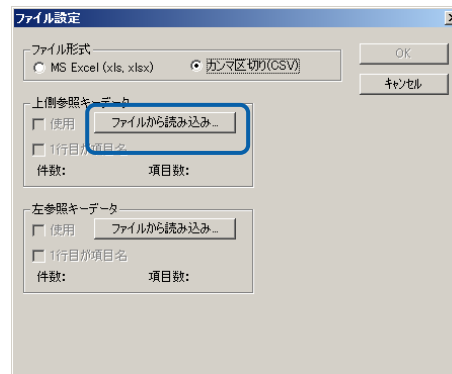 ファイル設定
ファイル形式
MS Excel (xls, xlsx)
カンマ区切り(CSV)
OK
キャンセル
上側参照キーデータ
使用
ファイルから読み込み...
1行目が項目名
件数:
項目数:
左参照キーデータ
使用
ファイルから読み込み...
1行目が項目名
件数:
項目数: